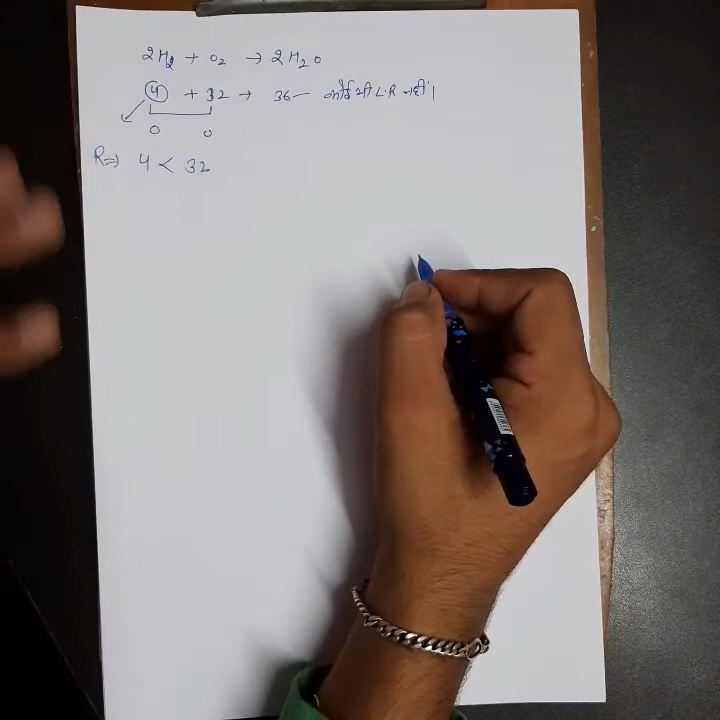 2H₂ + O₂ → 2H₂O
4 + 32 → 36 — कोई भी L.R नहीं।
0 0
R ⇒ 4 < 32